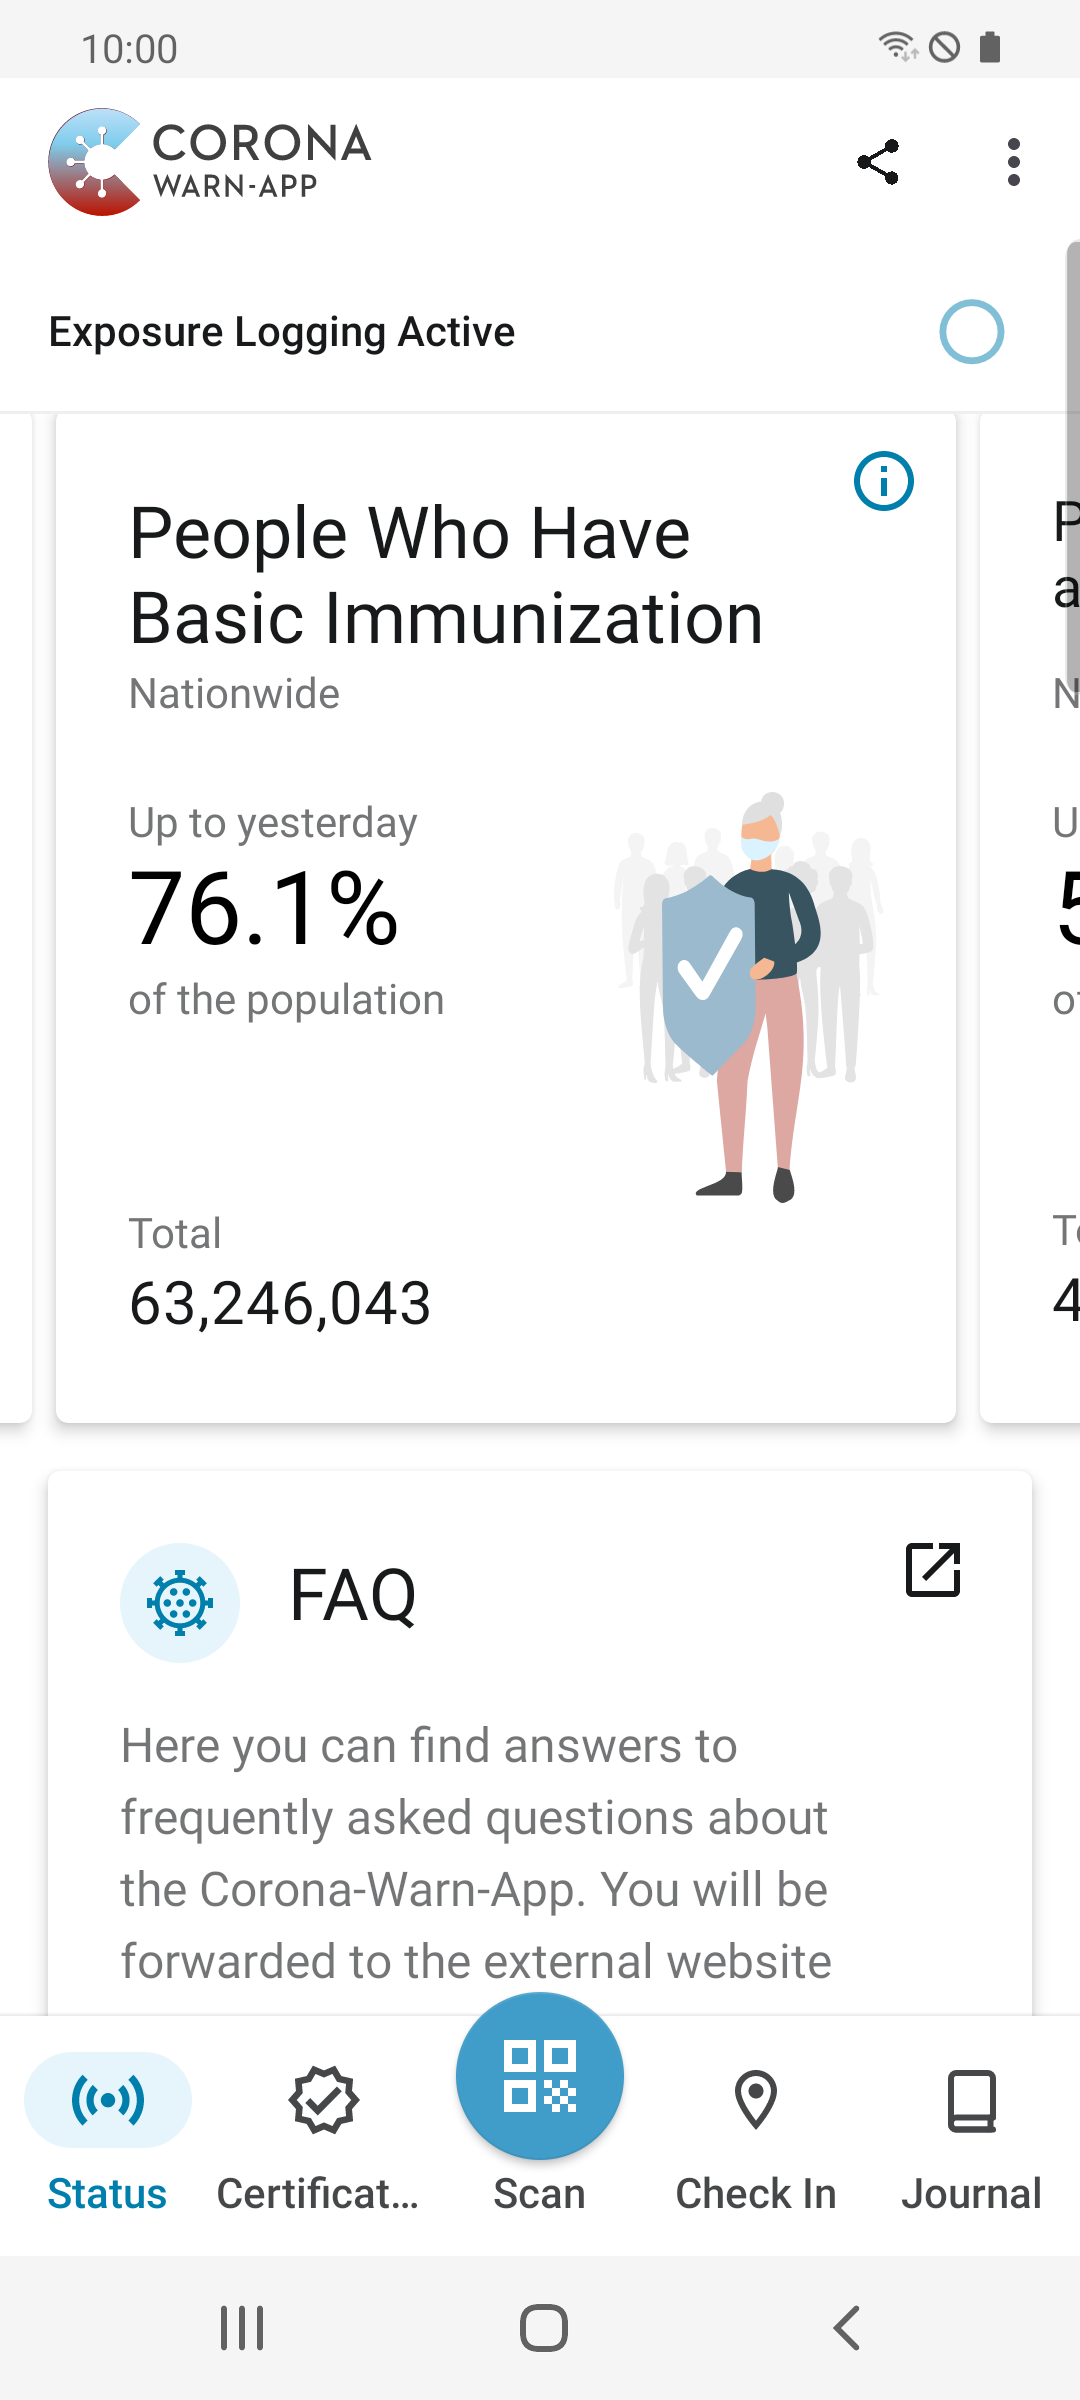 10:00
CORONA
WARN-APP
Exposure Logging Active
People Who Have
Basic Immunization
Nationwide
Up to yesterday
76.1%
of the population
Total
63,246,043
FAQ
Here you can find answers to
frequently asked questions about
the Corona-Warn-App. You will be
forwarded to the external website
Status
Certificat...
Scan
Check In
Journal